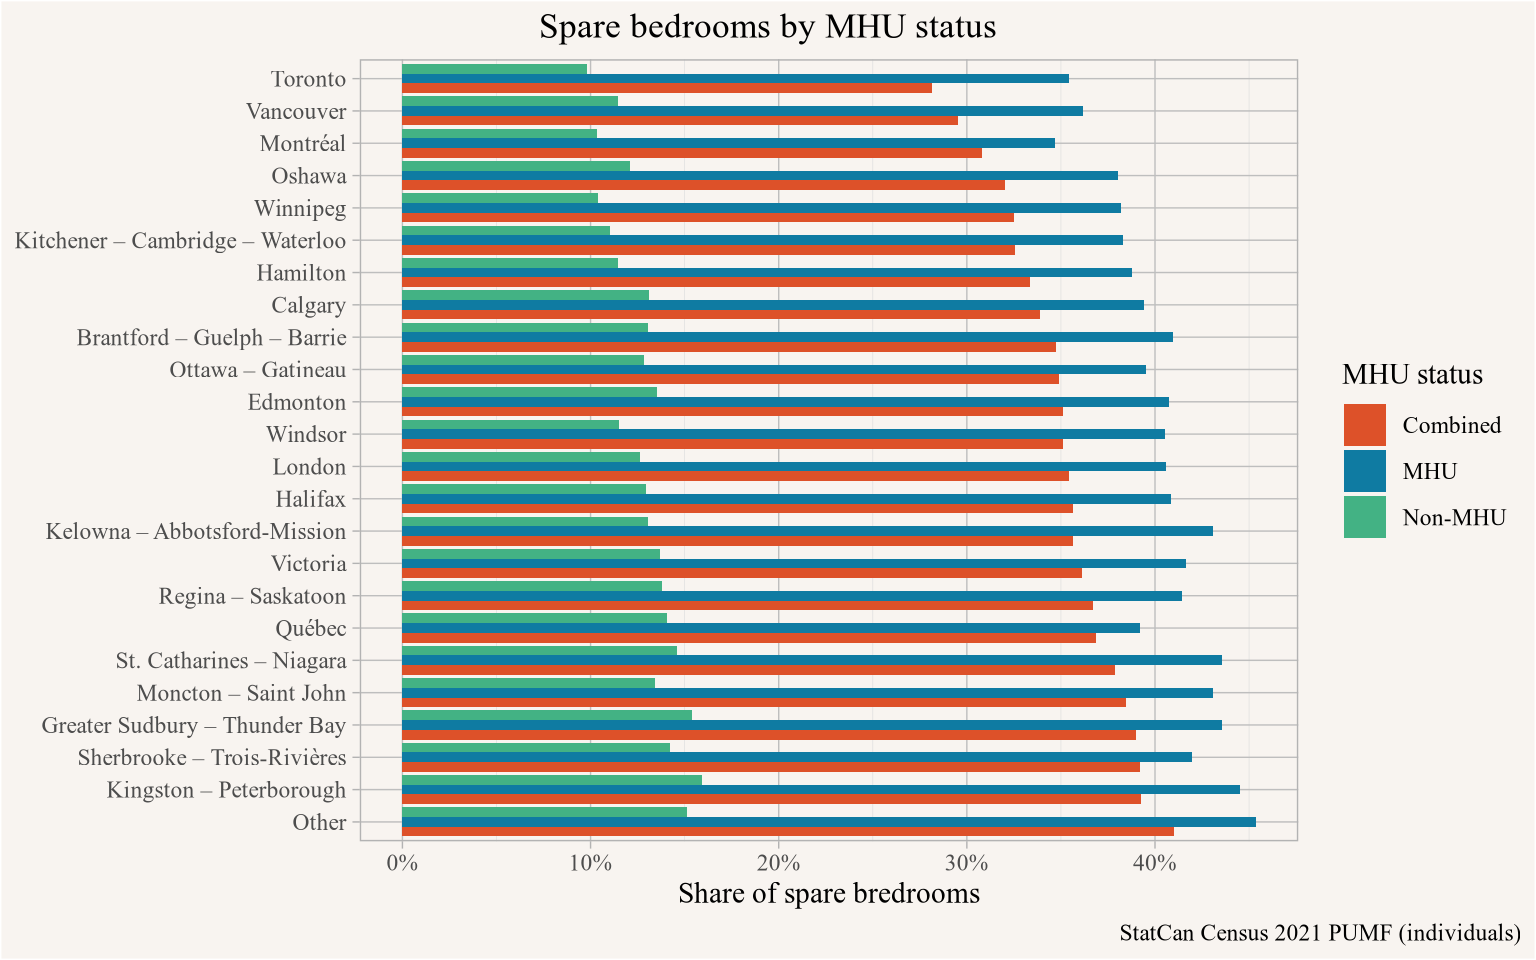 Spare bedrooms by MHU status
Toronto
Vancouver
Montréal
Oshawa
Winnipeg
Kitchener – Cambridge – Waterloo
Hamilton
Calgary
Brantford – Guelph – Barrie
Ottawa – Gatineau
Edmonton
Windsor
London
Halifax
Kelowna – Abbotsford-Mission
Victoria
Regina – Saskatoon
Québec
St. Catharines – Niagara
Moncton – Saint John
Greater Sudbury – Thunder Bay
Sherbrooke – Trois-Rivières
Kingston – Peterborough
Other
0% 10% 20% 30% 40%
Share of spare bredrooms
MHU status
Combined
MHU
Non-MHU
StatCan Census 2021 PUMF (individuals)